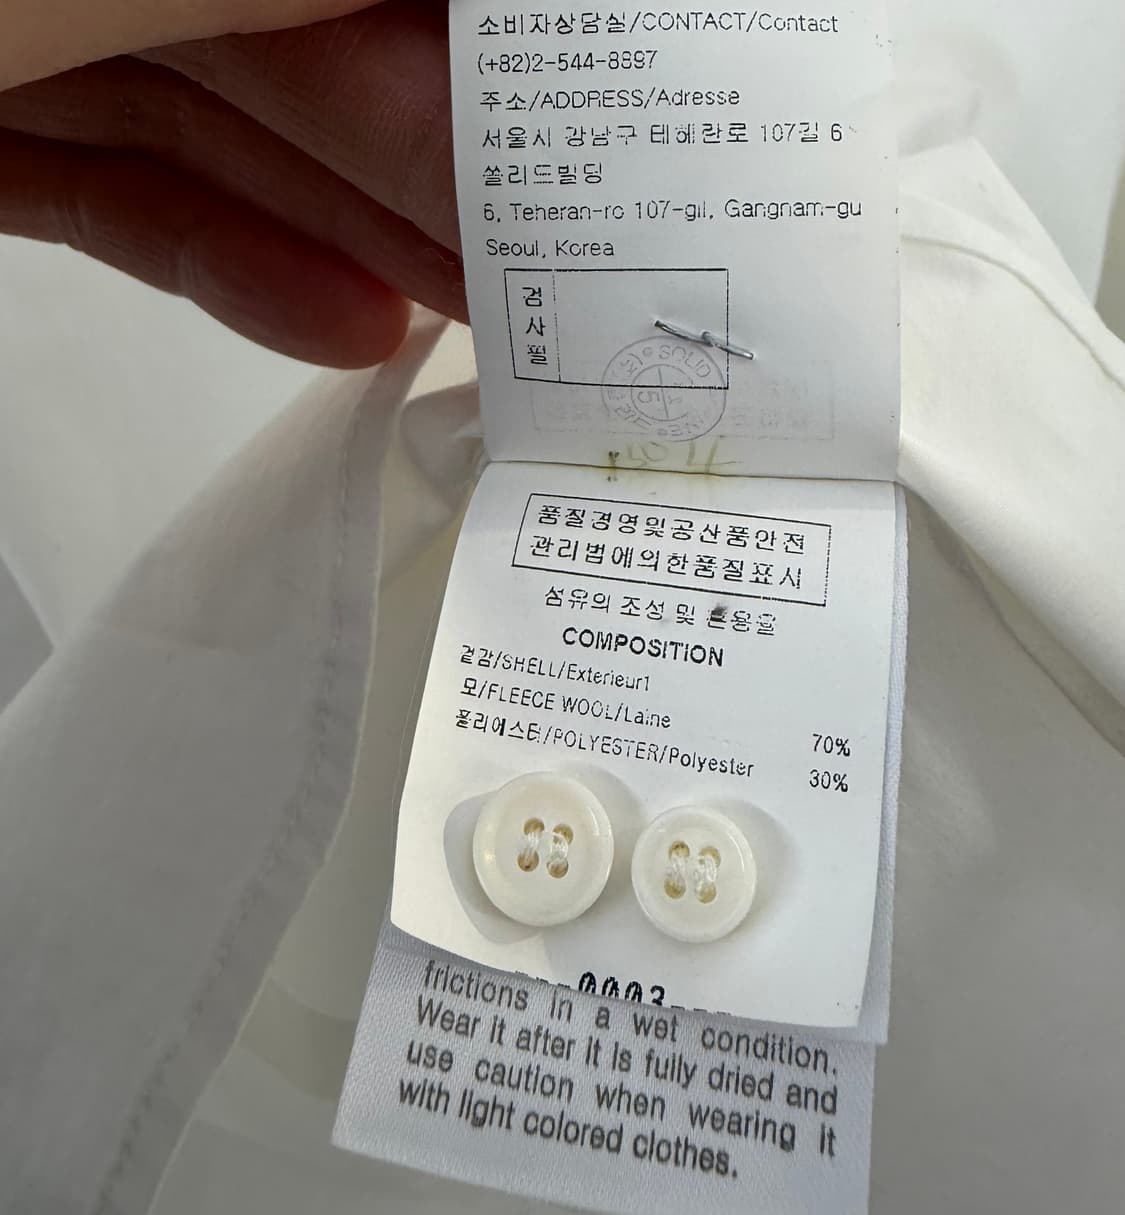 소비자상담실/CONTACT/Contact
(+82)2-544-8897
주소/ADDRESS/Adresse
서울시 강남구 테헤란로 107길 6
쏠리드빌딩
6, Teheran-ro 107-gil, Gangnam-gu
Seoul, Korea
검
사
필
SOLID
5
품질경영및공산품안전
관리법에의한품질표시
섬유의 조성 및 혼용율
COMPOSITION
겉감/SHELL/Exterieur1
모/FLEECE WOOL/Laine 70%
폴리에스터/POLYESTER/Polyester 30%
0003
frictions in a wet condition.
Wear it after it is fully dried and
use caution when wearing it
with light colored clothes.